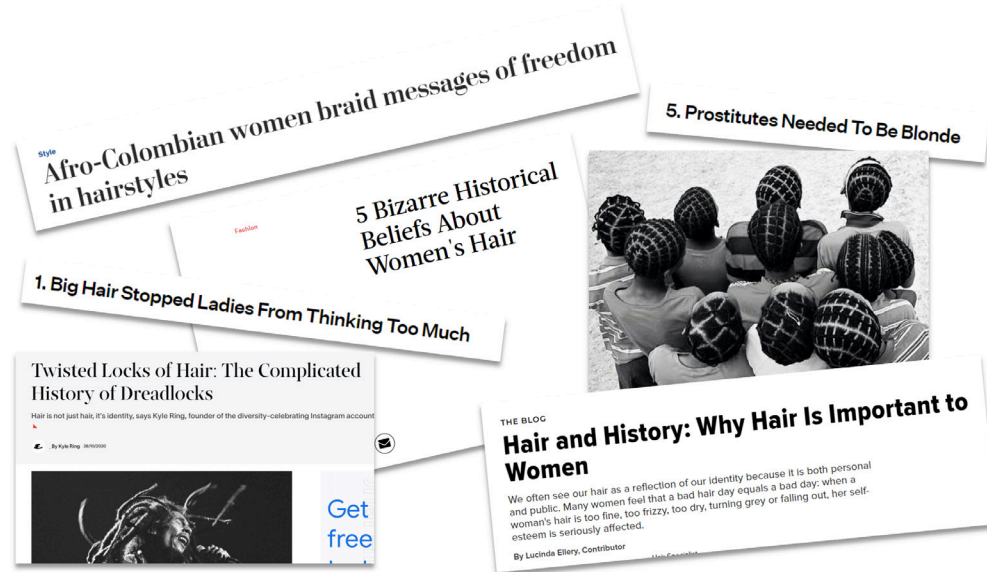 Style
Afro-Colombian women braid messages of freedom
in hairstyles
5. Prostitutes Needed To Be Blonde
Fashion
5 Bizarre Historical
Beliefs About
Women's Hair
1. Big Hair Stopped Ladies From Thinking Too Much
Twisted Locks of Hair: The Complicated
History of Dreadlocks
Hair is not just hair, it's identity, says Kyle Ring, founder of the diversity-celebrating Instagram account
By Kyle Ring 28/10/2020
Get
free
THE BLOG
Hair and History: Why Hair Is Important to
Women
We often see our hair as a reflection of our identity because it is both personal
and public. Many women feel that a bad hair day equals a bad day: when a
woman's hair is too fine, too frizzy, too dry, turning grey or falling out, her self-
esteem is seriously affected.
By Lucinda Ellery, Contributor
Hair Specialist